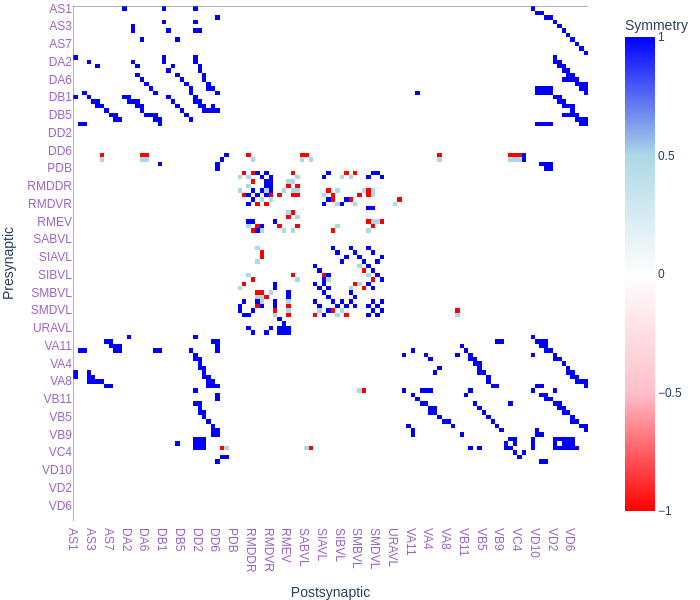 Symmetry
1
0.5
0
−0.5
−1
Presynaptic
AS1
AS3
AS7
DA2
DA6
DB1
DB5
DD2
DD6
PDB
RMDDR
RMDVR
RMEV
SABVL
SIAVL
SIBVL
SMBVL
SMDVL
URAVL
VA11
VA4
VA8
VB11
VB5
VB9
VC4
VD10
VD2
VD6
AS1
AS3
AS7
DA2
DA6
DB1
DB5
DD2
DD6
PDB
RMDDR
RMDVR
RMEV
SABVL
SIAVL
SIBVL
SMBVL
SMDVL
URAVL
VA11
VA4
VA8
VB11
VB5
VB9
VC4
VD10
VD2
VD6
Postsynaptic